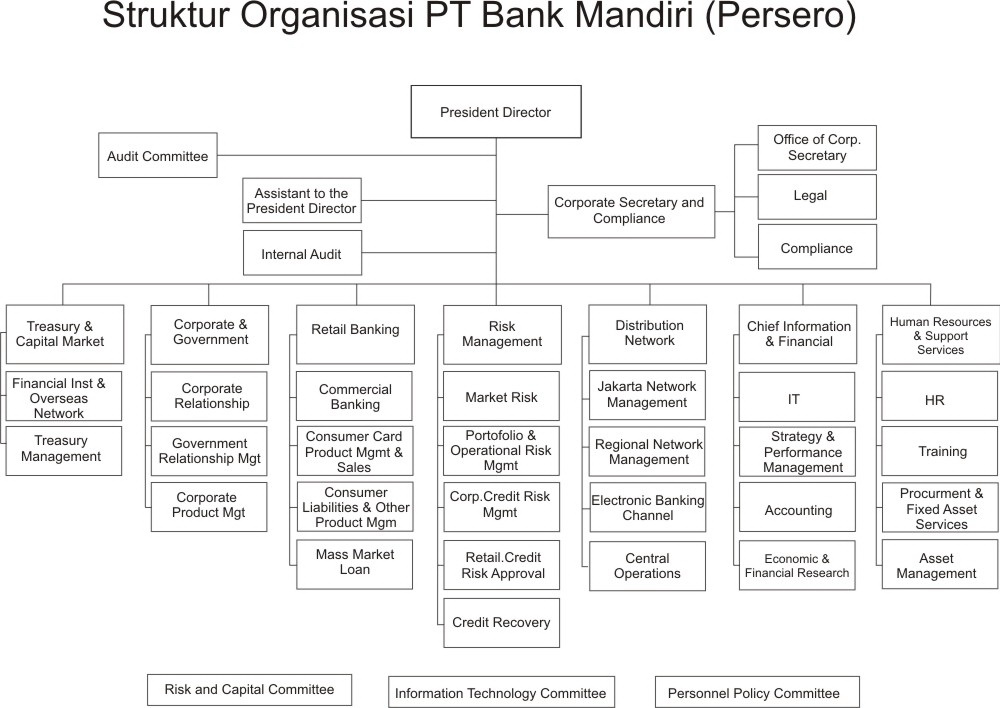 Struktur Organisasi PT Bank Mandiri (Persero)
President Director
Audit Committee
Assistant to the
President Director
Internal Audit
Corporate Secretary and
Compliance
Office of Corp.
Secretary
Legal
Compliance
Treasury &
Capital Market
Financial Inst &
Overseas
Network
Treasury
Management
Corporate &
Government
Corporate
Relationship
Government
Relationship Mgt
Corporate
Product Mgt
Retail Banking
Commercial
Banking
Consumer Card
Product Mgmt &
Sales
Consumer
Liabilities & Other
Product Mgm
Mass Market
Loan
Risk
Management
Market Risk
Portofolio &
Operational Risk
Mgmt
Corp.Credit Risk
Mgmt
Retail.Credit
Risk Approval
Credit Recovery
Distribution
Network
Jakarta Network
Management
Regional Network
Management
Electronic Banking
Channel
Central
Operations
Chief Information
& Financial
IT
Strategy &
Performance
Management
Accounting
Economic &
Financial Research
Human Resources
& Support
Services
HR
Training
Procurment &
Fixed Asset
Services
Asset
Management
Risk and Capital Committee
Information Technology Committee
Personnel Policy Committee